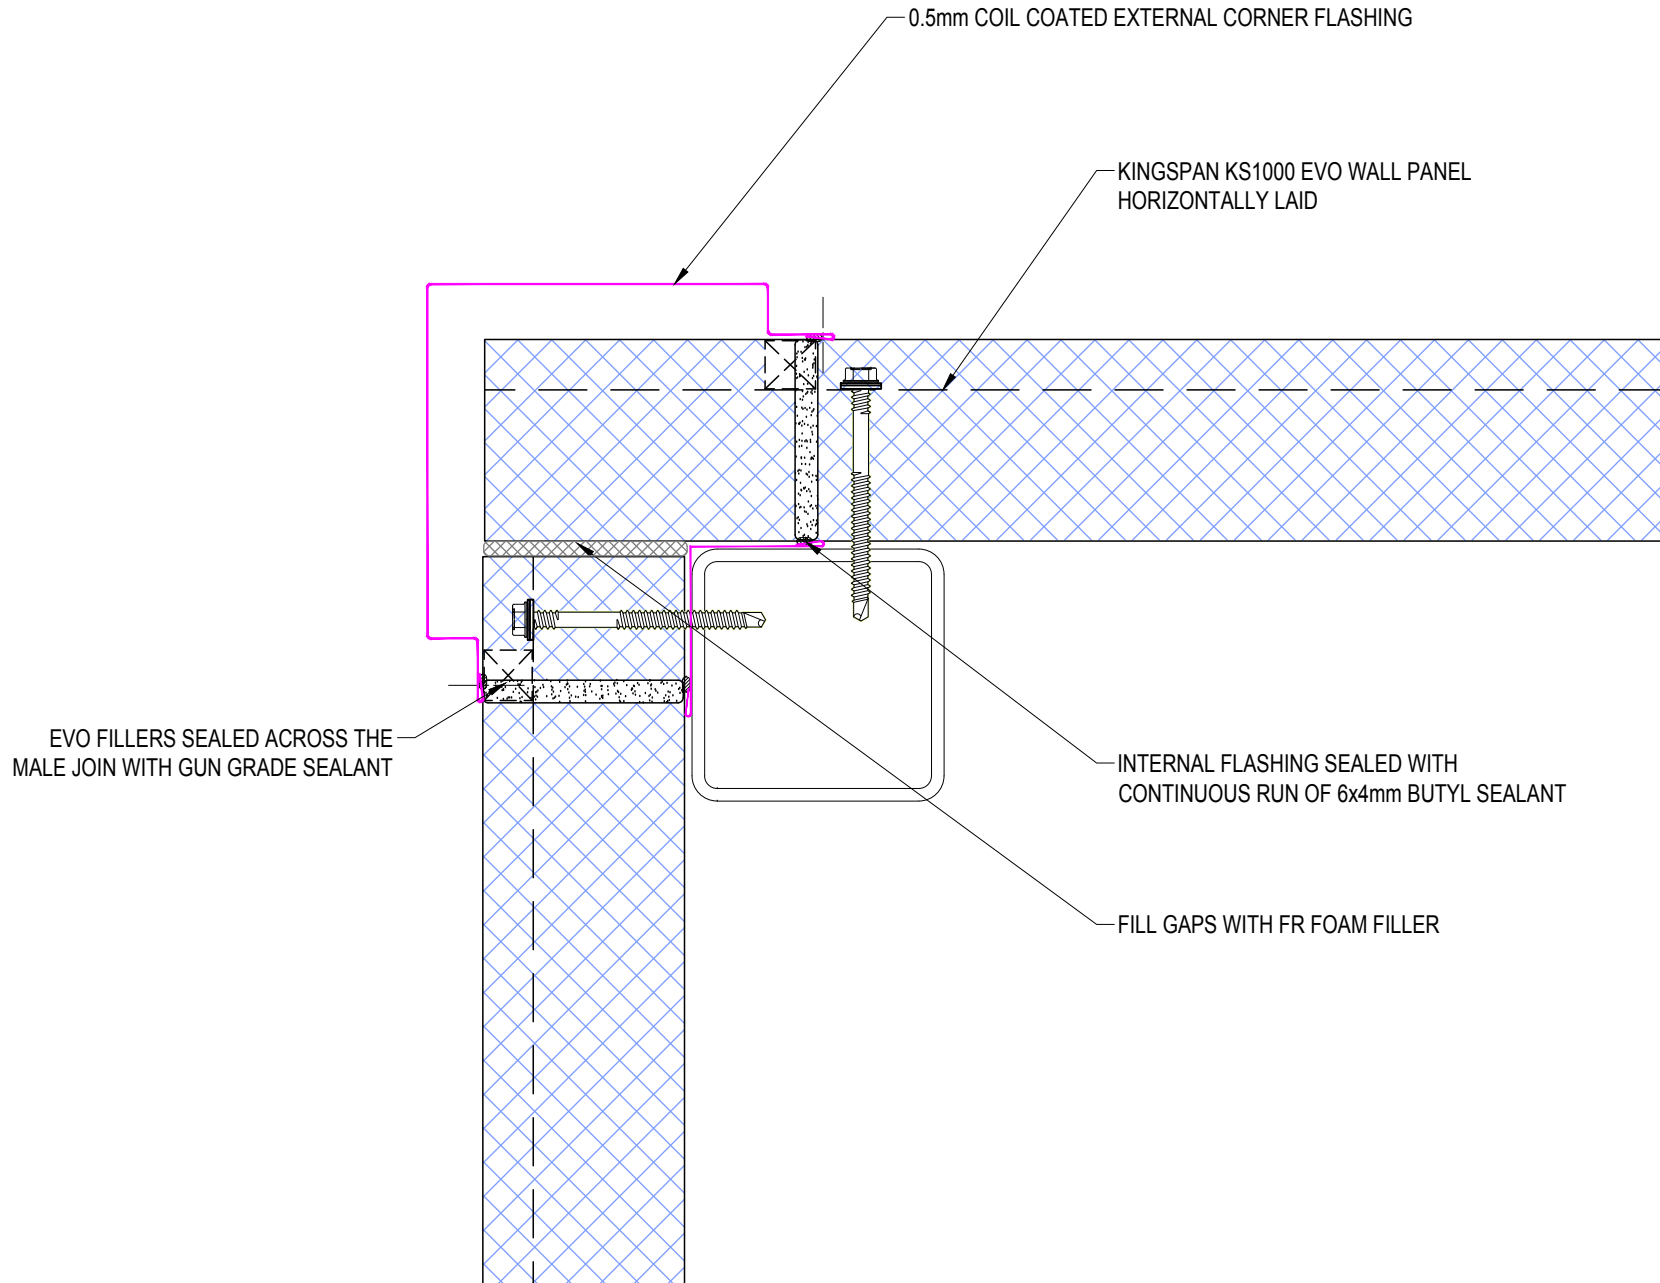 0.5mm COIL COATED EXTERNAL CORNER FLASHING
KINGSPAN KS1000 EVO WALL PANEL
HORIZONTALLY LAID
EVO FILLERS SEALED ACROSS THE
MALE JOIN WITH GUN GRADE SEALANT
INTERNAL FLASHING SEALED WITH
CONTINUOUS RUN OF 6x4mm BUTYL SEALANT
FILL GAPS WITH FR FOAM FILLER